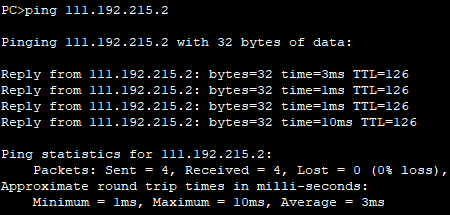 PC>ping 111.192.215.2
Pinging 111.192.215.2 with 32 bytes of data:
Reply from 111.192.215.2: bytes=32 time=3ms TTL=126
Reply from 111.192.215.2: bytes=32 time=1ms TTL=126
Reply from 111.192.215.2: bytes=32 time=1ms TTL=126
Reply from 111.192.215.2: bytes=32 time=10ms TTL=126
Ping statistics for 111.192.215.2:
    Packets: Sent = 4, Received = 4, Lost = 0 (0% loss),
Approximate round trip times in milli-seconds:
    Minimum = 1ms, Maximum = 10ms, Average = 3ms